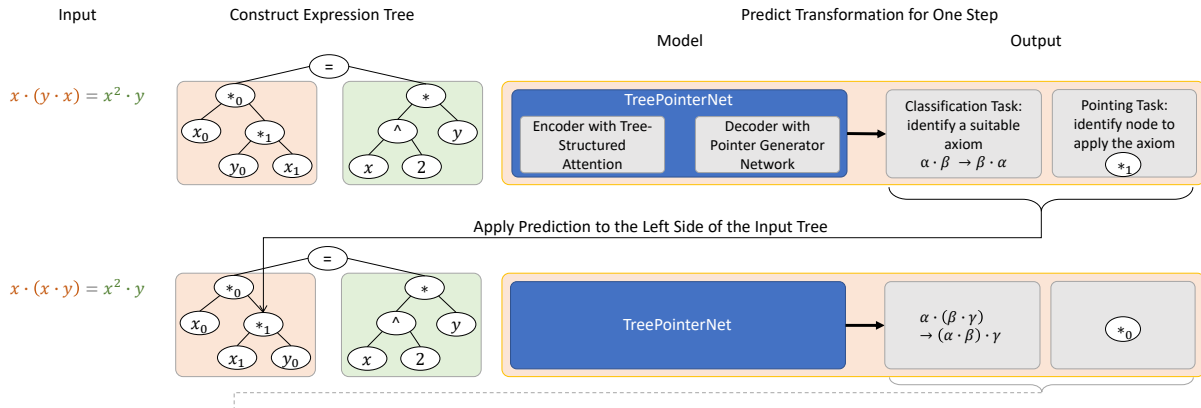 Input
Construct Expression Tree
Predict Transformation for One Step
Model
Output
x · (y · x) = x² · y
=
*₀
*
x₀
*₁
^
y
y₀
x₁
x
2
TreePointerNet
Encoder with Tree-
Structured
Attention
Decoder with
Pointer Generator
Network
Classification Task:
identify a suitable
axiom
α · β → β · α
Pointing Task:
identify node to
apply the axiom
*₁
Apply Prediction to the Left Side of the Input Tree
x · (x · y) = x² · y
=
*₀
*
x₀
*₁
^
y
x₁
y₀
x
2
TreePointerNet
α · (β · γ)
→ (α · β) · γ
*₀